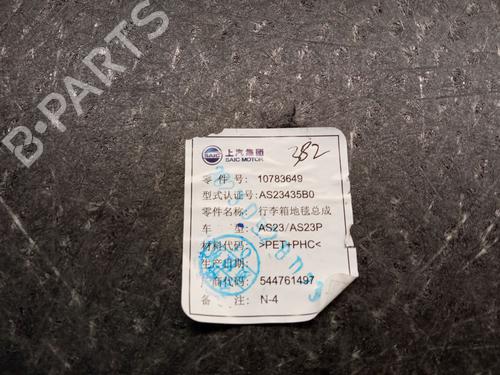 B-PARTS
SAIC
上汽集团
SAIC MOTOR
382
零 件 号: 10783649
型式认证号: AS23435B0
零件名称: 行李箱地毯总成
车 型: AS23/AS23P
材料代码: >PET+PHC<
生产日期:
商代码: 544761497
备 注: N-4